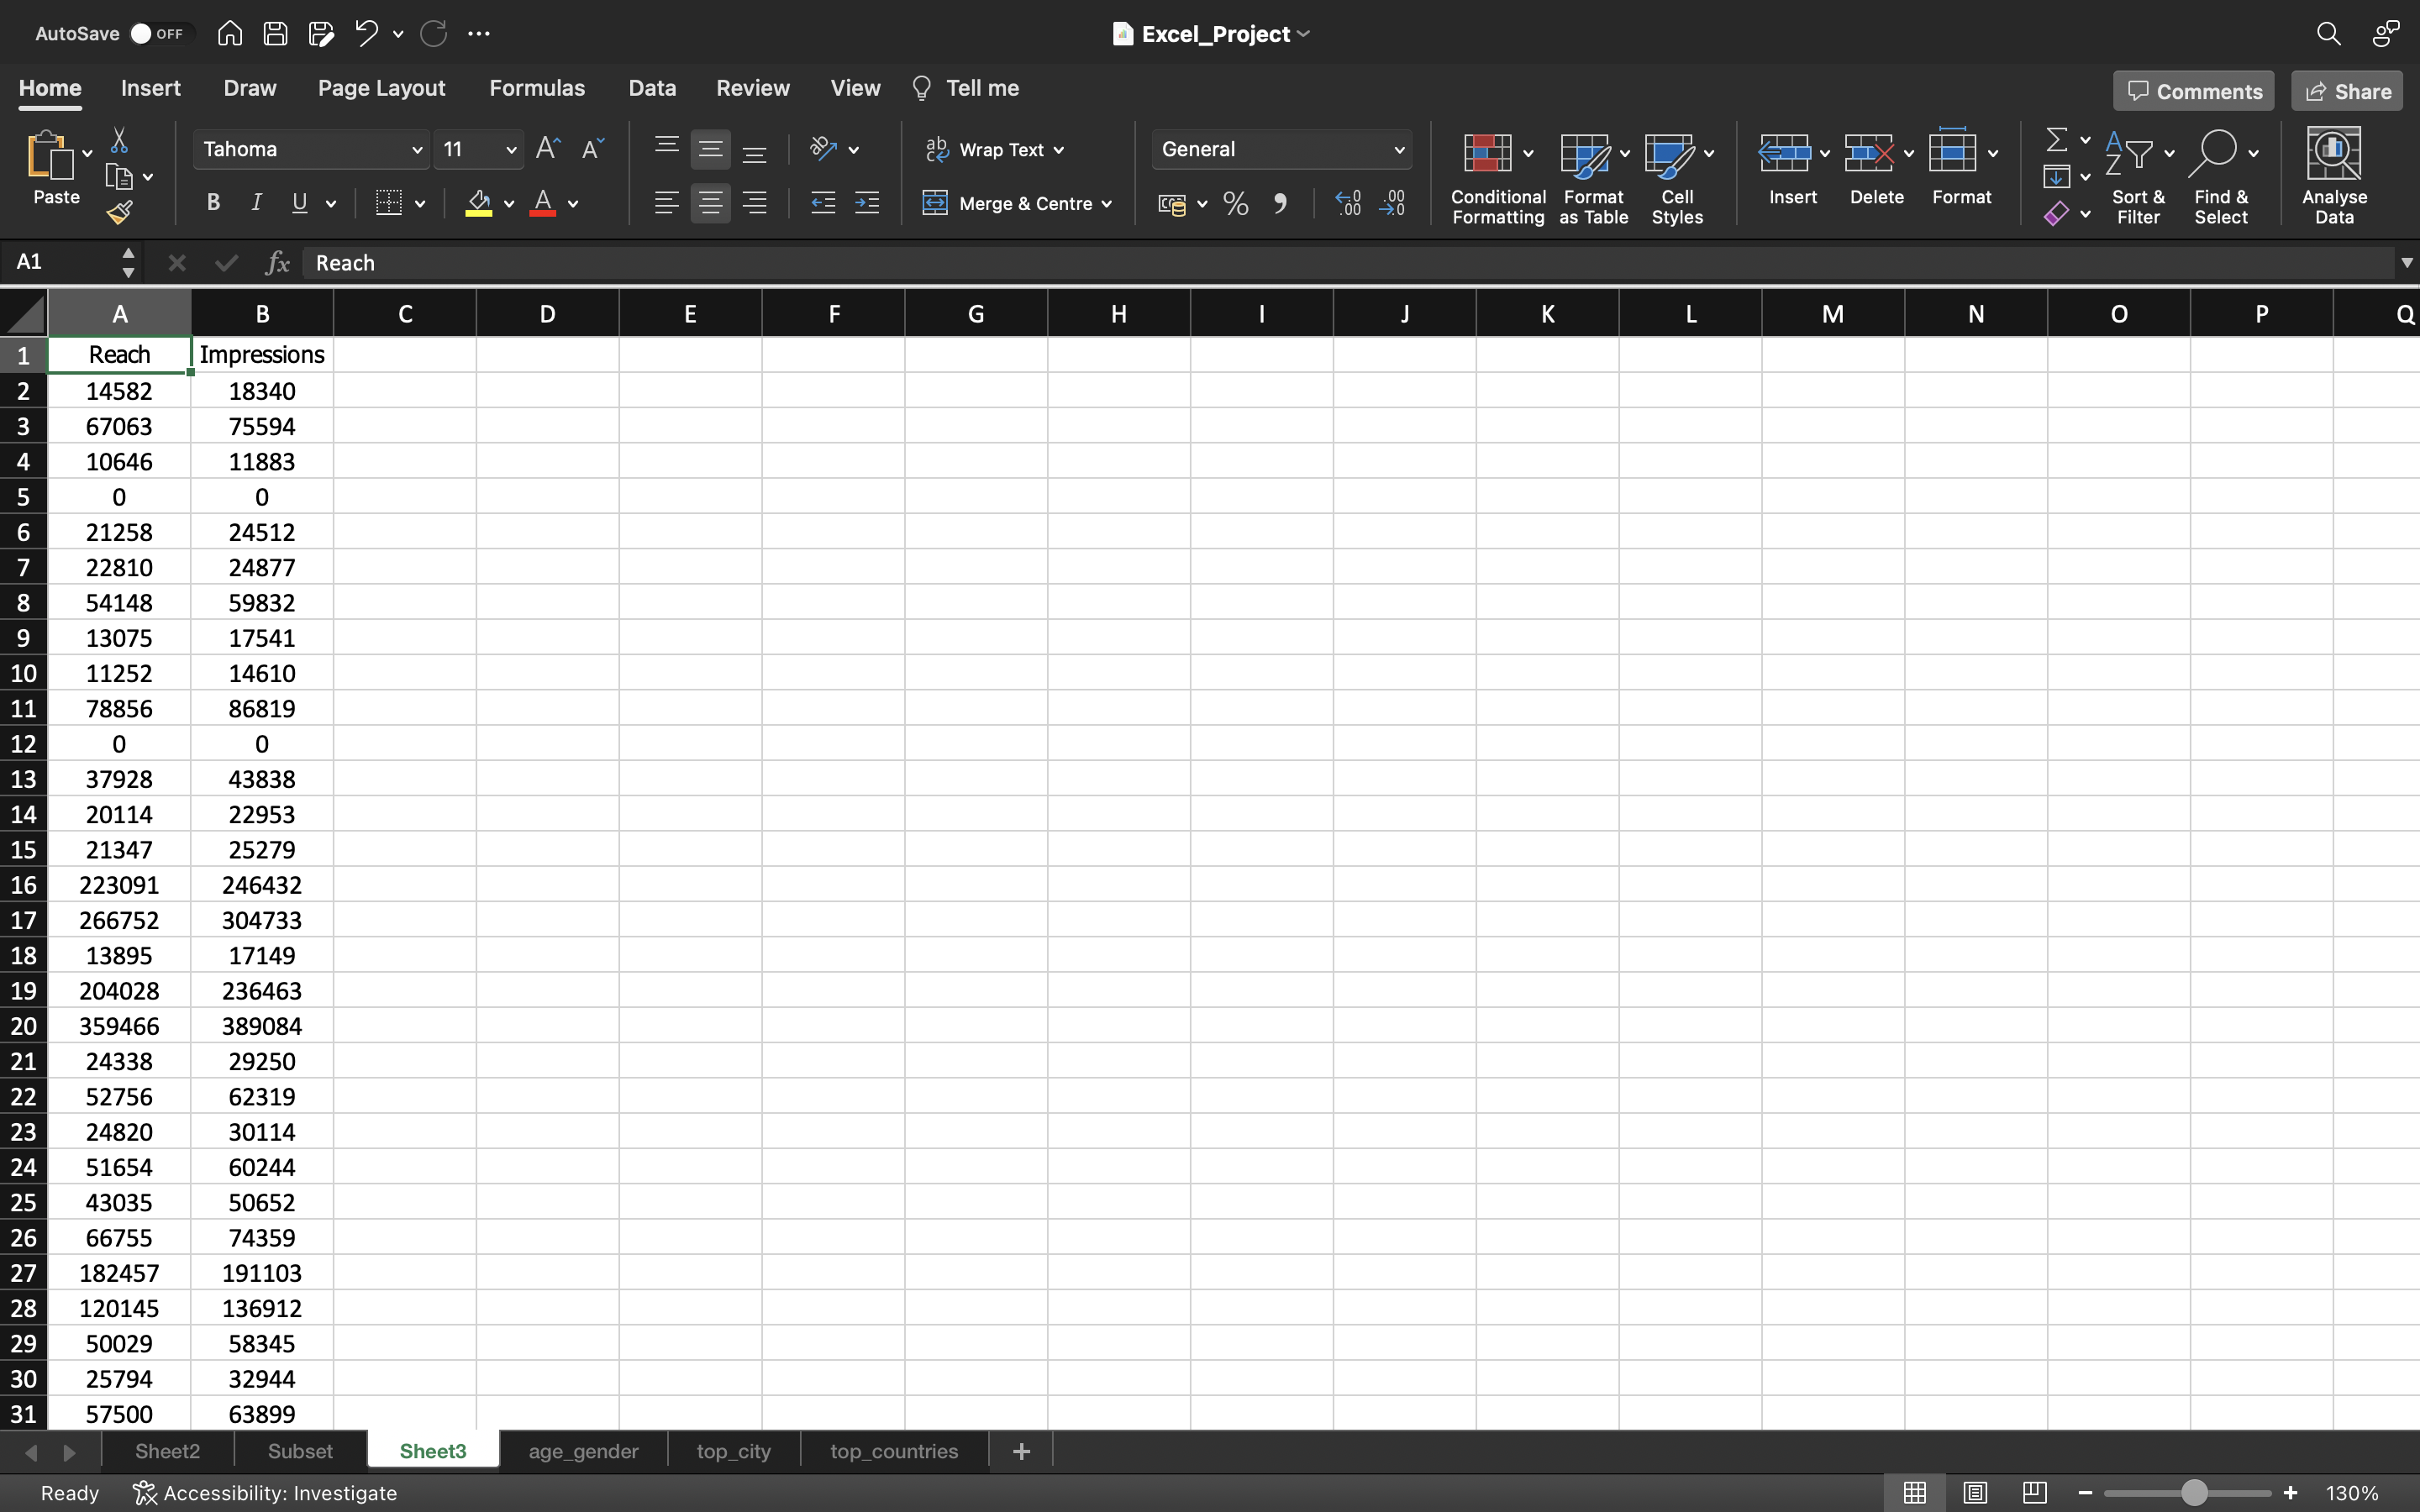 AutoSave OFF Excel_Project
Home Insert Draw Page Layout Formulas Data Review View Tell me Comments Share
Paste Tahoma 11 Wrap Text General
B I U Merge & Centre
Conditional Formatting
Format as Table
Cell Styles
Insert Delete Format
Sort & Filter
Find & Select
Analyse Data
A1 fx Reach
A B C D E F G H I J K L M N O P Q
1 Reach Impressions
2 14582 18340
3 67063 75594
4 10646 11883
5 0 0
6 21258 24512
7 22810 24877
8 54148 59832
9 13075 17541
10 11252 14610
11 78856 86819
12 0 0
13 37928 43838
14 20114 22953
15 21347 25279
16 223091 246432
17 266752 304733
18 13895 17149
19 204028 236463
20 359466 389084
21 24338 29250
22 52756 62319
23 24820 30114
24 51654 60244
25 43035 50652
26 66755 74359
27 182457 191103
28 120145 136912
29 50029 58345
30 25794 32944
31 57500 63899
Sheet2 Subset Sheet3 age_gender top_city top_countries +
Ready Accessibility: Investigate 130%